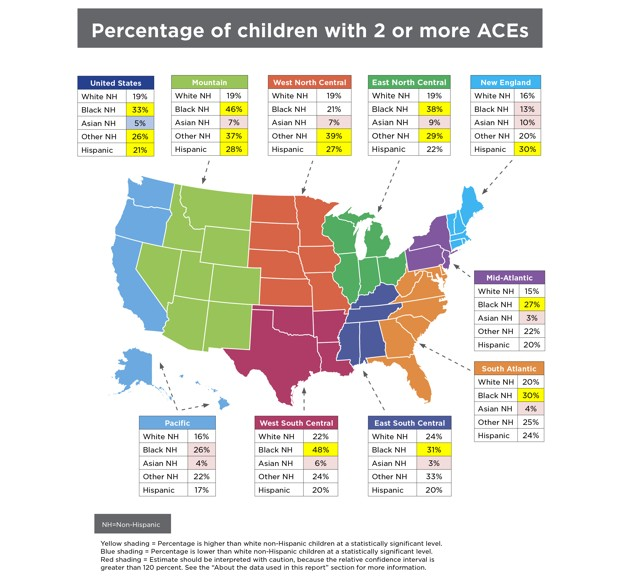 Percentage of children with 2 or more ACEs
United States
White NH 19%
Black NH 33%
Asian NH 5%
Other NH 26%
Hispanic 21%
Mountain
White NH 19%
Black NH 46%
Asian NH 7%
Other NH 37%
Hispanic 28%
West North Central
White NH 19%
Black NH 21%
Asian NH 7%
Other NH 39%
Hispanic 27%
East North Central
White NH 19%
Black NH 38%
Asian NH 9%
Other NH 29%
Hispanic 22%
New England
White NH 16%
Black NH 13%
Asian NH 10%
Other NH 20%
Hispanic 30%
Mid-Atlantic
White NH 15%
Black NH 27%
Asian NH 3%
Other NH 22%
Hispanic 20%
South Atlantic
White NH 20%
Black NH 30%
Asian NH 4%
Other NH 25%
Hispanic 24%
Pacific
White NH 16%
Black NH 26%
Asian NH 4%
Other NH 22%
Hispanic 17%
West South Central
White NH 22%
Black NH 48%
Asian NH 6%
Other NH 24%
Hispanic 20%
East South Central
White NH 24%
Black NH 31%
Asian NH 3%
Other NH 33%
Hispanic 20%
NH=Non-Hispanic
Yellow shading = Percentage is higher than white non-Hispanic children at a statistically significant level.
Blue shading = Percentage is lower than white non-Hispanic children at a statistically significant level.
Red shading = Estimate should be interpreted with caution, because the relative confidence interval is
greater than 120 percent. See the “About the data used in this report” section for more information.